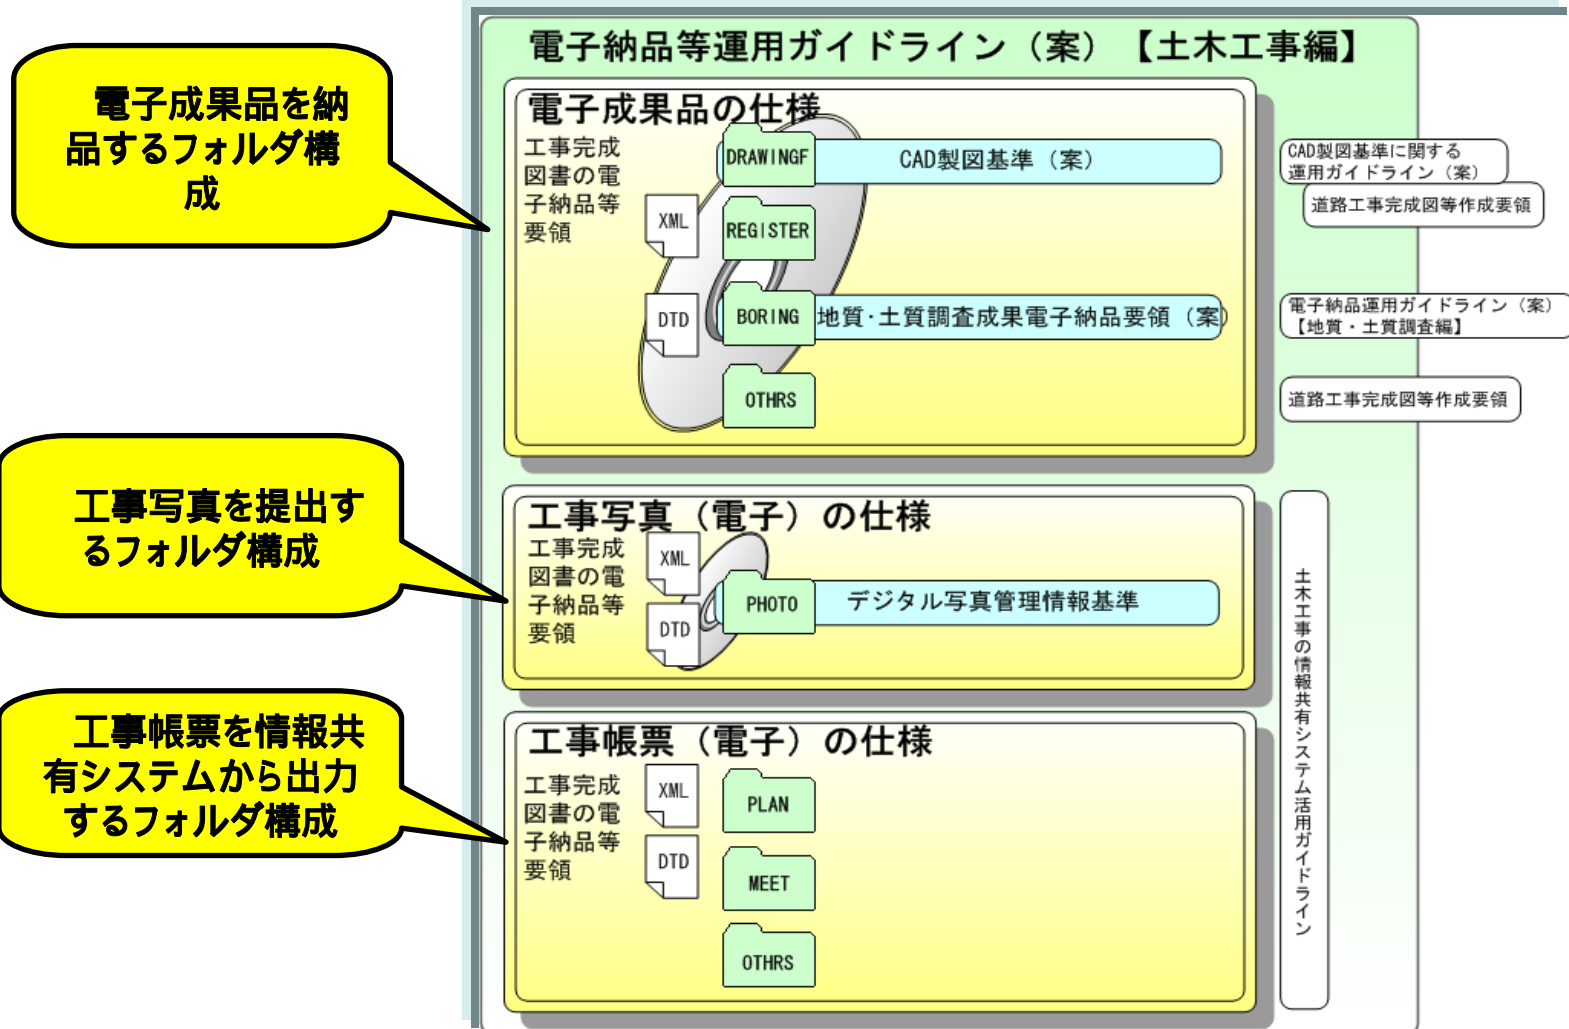 電子納品等運用ガイドライン（案）【土木工事編】
電子成果品を納
品するフォルダ構
成
電子成果品の仕様
工事完成
図書の電
子納品等
要領
XML
DTD
DRAWINGF
CAD製図基準（案）
REGISTER
BORING
地質・土質調査成果電子納品要領（案）
OTHRS
CAD製図基準に関する
運用ガイドライン（案）
道路工事完成図等作成要領
電子納品運用ガイドライン（案）
【地質・土質調査編】
道路工事完成図等作成要領
工事写真を提出す
るフォルダ構成
工事写真（電子）の仕様
工事完成
図書の電
子納品等
要領
XML
DTD
PHOTO
デジタル写真管理情報基準
工事帳票を情報共
有システムから出力
するフォルダ構成
工事帳票（電子）の仕様
工事完成
図書の電
子納品等
要領
XML
DTD
PLAN
MEET
OTHRS
土木工事の情報共有システム活用ガイドライン